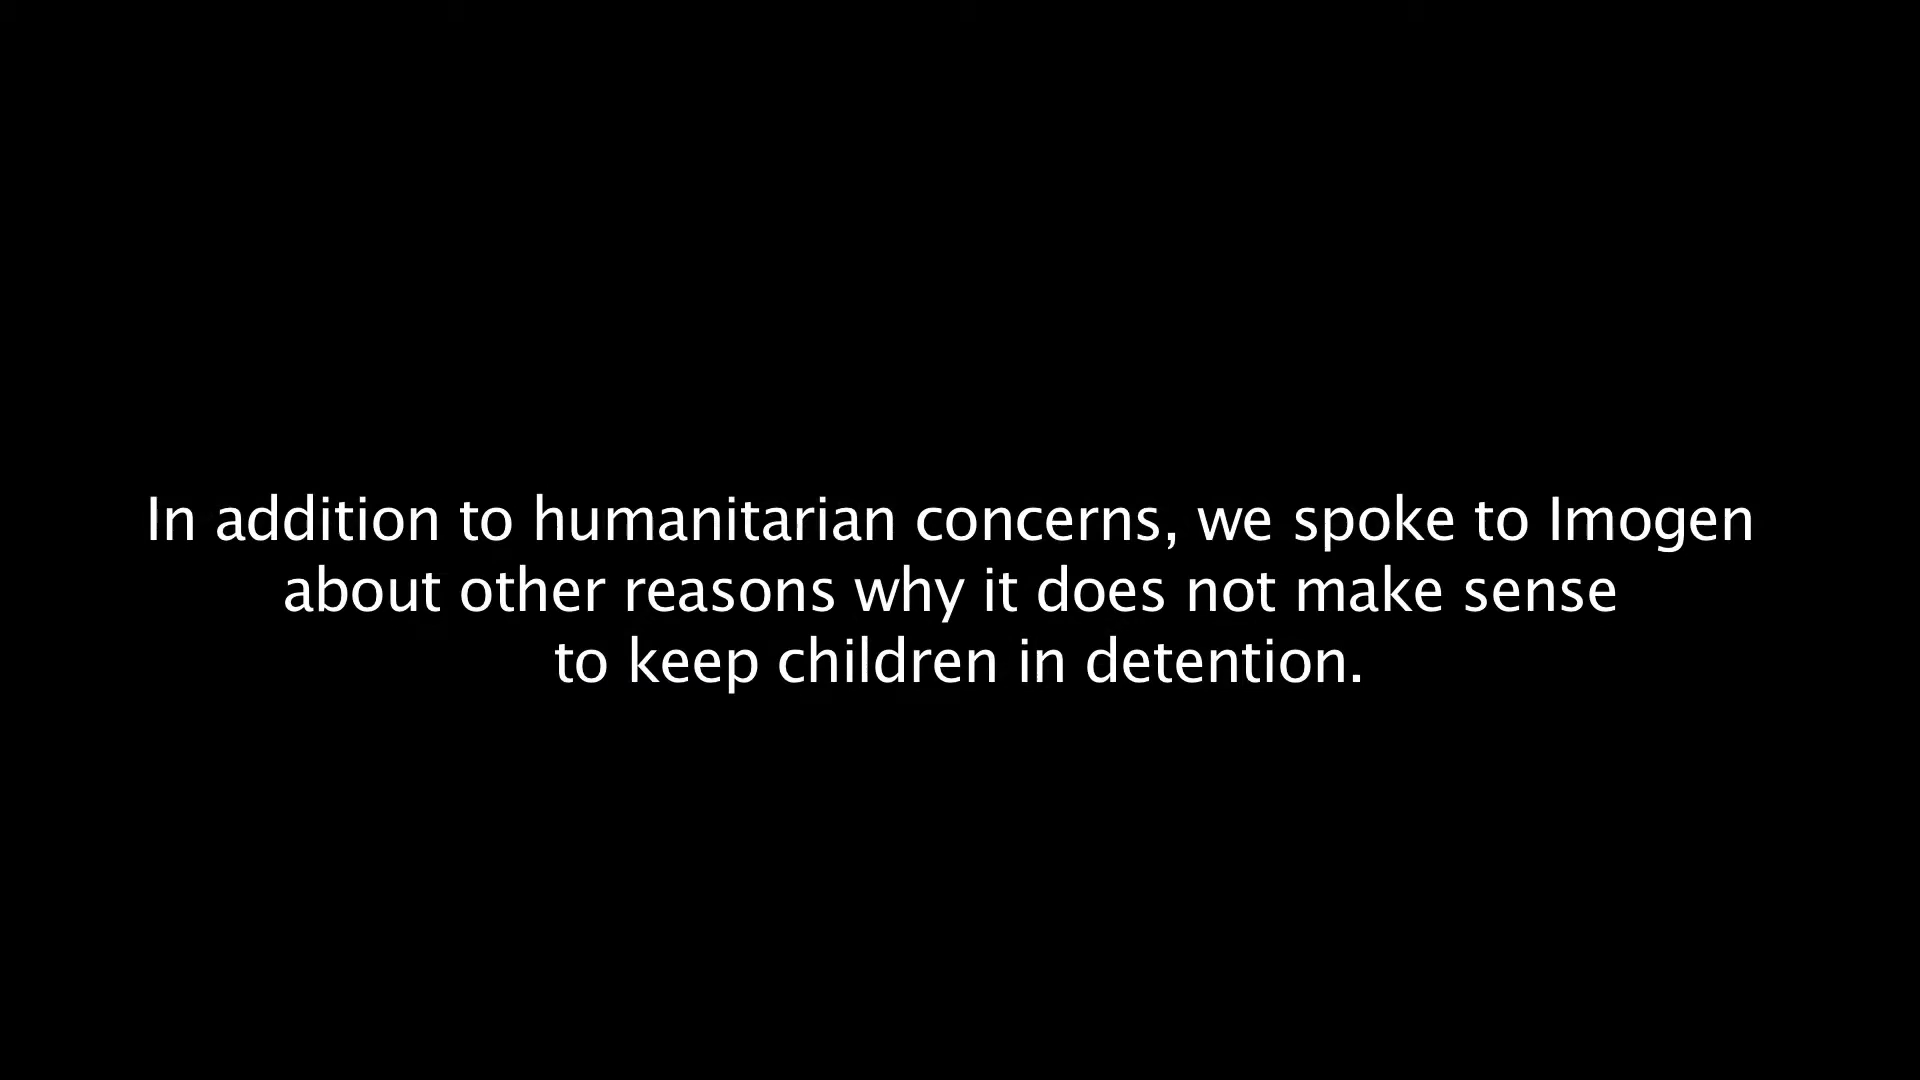 In addition to humanitarian concerns, we spoke to Imogen
about other reasons why it does not make sense
to keep children in detention.